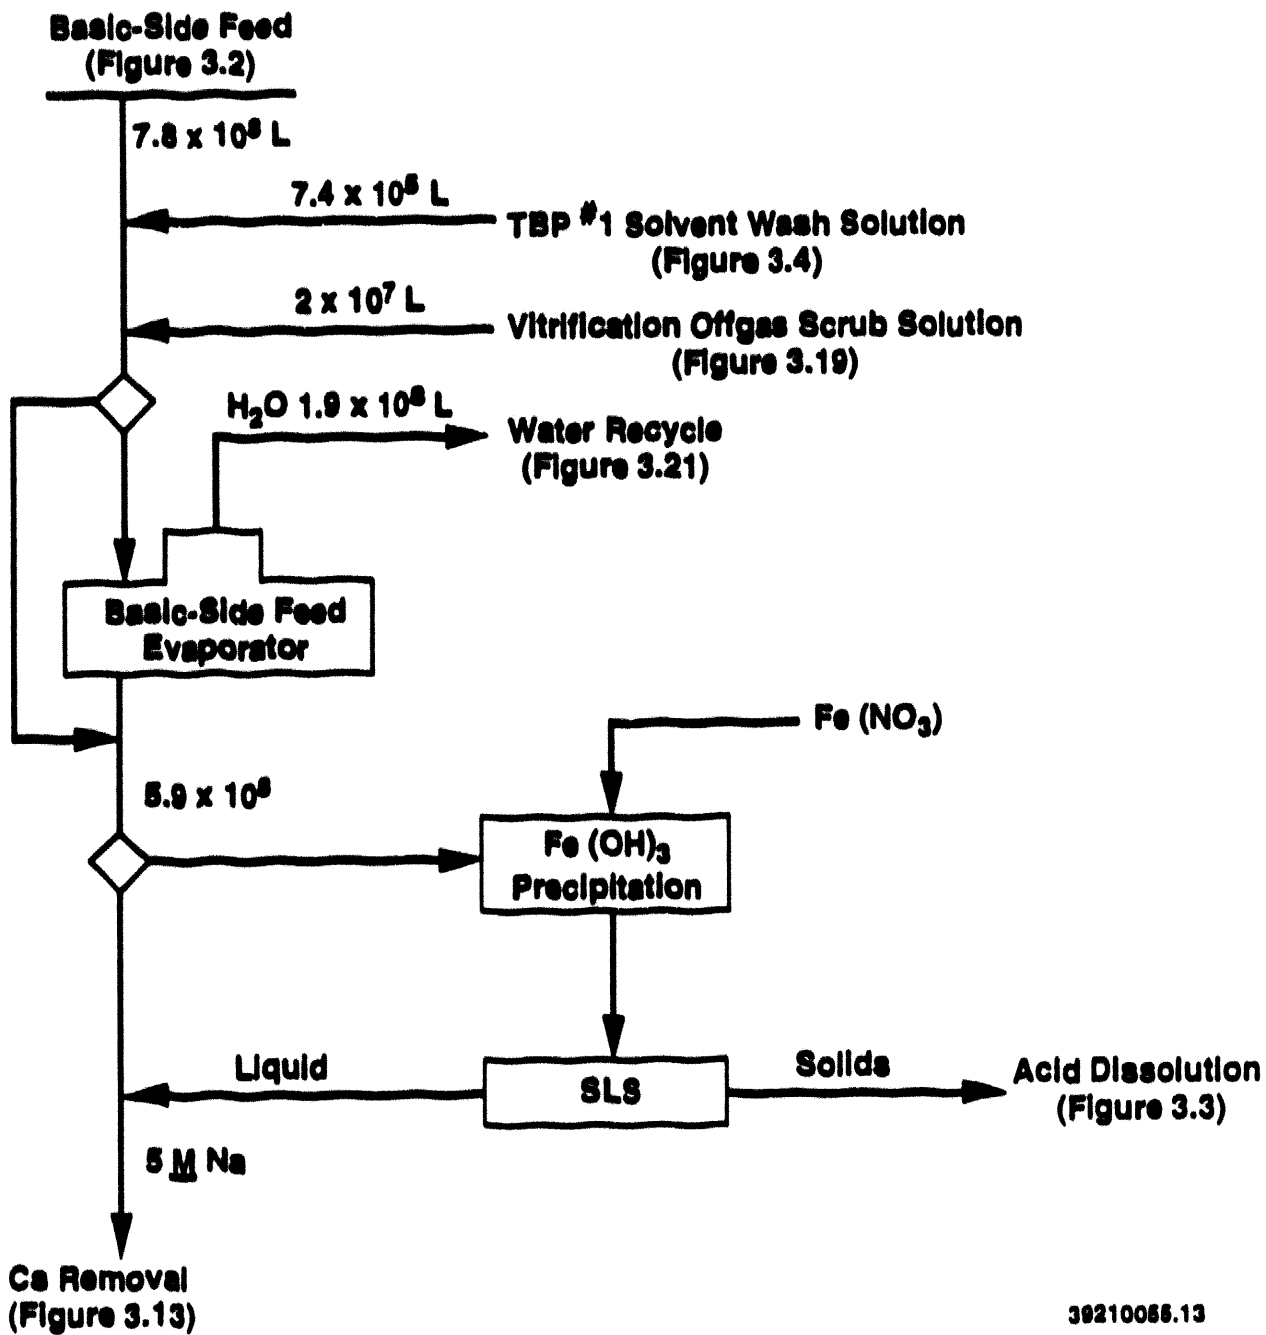 Basic-Side Feed
(Figure 3.2)
7.8 x 10⁸ L
7.4 x 10⁵ L
TBP #1 Solvent Wash Solution
(Figure 3.4)
2 x 10⁷ L
Vitrification Offgas Scrub Solution
(Figure 3.19)
H₂O 1.9 x 10⁸ L
Water Recycle
(Figure 3.21)
Basic-Side Feed
Evaporator
Fe (NO₃)
5.9 x 10⁸
Fe (OH)₃
Precipitation
Liquid
SLS
Solids
Acid Dissolution
(Figure 3.3)
5 M Na
Cs Removal
(Figure 3.13)
39210055.13